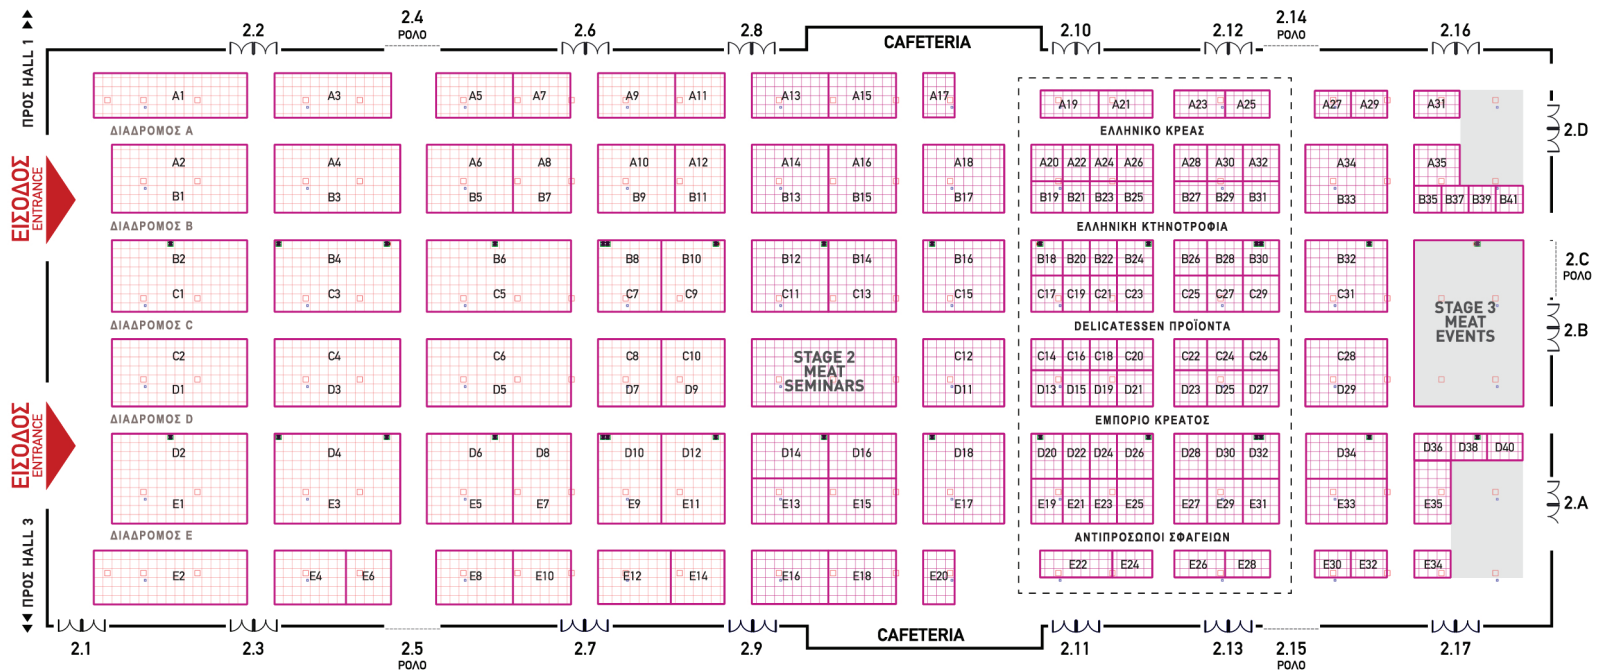 2.2
2.4
ΡΟΛΟ
2.6
2.8
CAFETERIA
2.10
2.12
2.14
ΡΟΛΟ
2.16
ΠΡΟΣ HALL 1 ▶▶
A1 A3 A5 A7 A9 A11 A13 A15 A17 A19 A21 A23 A25 A27 A29 A31
ΔΙΑΔΡΟΜΟΣ Α
ΕΛΛΗΝΙΚΟ ΚΡΕΑΣ
2.D
A2 A4 A6 A8 A10 A12 A14 A16 A18 A20 A22 A24 A26 A28 A30 A32 A34 A35
ΕΙΣΟΔΟΣ
ENTRANCE
B1 B3 B5 B7 B9 B11 B13 B15 B17 B19 B21 B23 B25 B27 B29 B31 B33 B35 B37 B39 B41
ΔΙΑΔΡΟΜΟΣ Β
ΕΛΛΗΝΙΚΗ ΚΤΗΝΟΤΡΟΦΙΑ
B2 B4 B6 B8 B10 B12 B14 B16 B18 B20 B22 B24 B26 B28 B30 B32
2.C
ΡΟΛΟ
C1 C3 C5 C7 C9 C11 C13 C15 C17 C19 C21 C23 C25 C27 C29 C31
STAGE 3
MEAT
EVENTS
ΔΙΑΔΡΟΜΟΣ C
DELICATESSEN ΠΡΟΪΟΝΤΑ
2.B
C2 C4 C6 C8 C10
STAGE 2
MEAT
SEMINARS
C12 C14 C16 C18 C20 C22 C24 C26 C28
D1 D3 D5 D7 D9 D11 D13 D15 D19 D21 D23 D25 D27 D29
ΔΙΑΔΡΟΜΟΣ D
ΕΜΠΟΡΙΟ ΚΡΕΑΤΟΣ
ΕΙΣΟΔΟΣ
ENTRANCE
D2 D4 D6 D8 D10 D12 D14 D16 D18 D20 D22 D24 D26 D28 D30 D32 D34 D36 D38 D40
E1 E3 E5 E7 E9 E11 E13 E15 E17 E19 E21 E23 E25 E27 E29 E31 E33 E35
2.A
ΔΙΑΔΡΟΜΟΣ E
ΑΝΤΙΠΡΟΣΩΠΟΙ ΣΦΑΓΕΙΩΝ
◀◀ ΠΡΟΣ HALL 3
E2 E4 E6 E8 E10 E12 E14 E16 E18 E20 E22 E24 E26 E28 E30 E32 E34
2.1
2.3
2.5
ΡΟΛΟ
2.7
2.9
CAFETERIA
2.11
2.13
2.15
ΡΟΛΟ
2.17